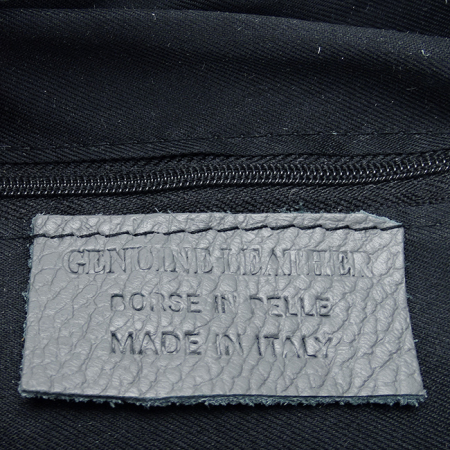 GENUINE LEATHER
BORSE IN PELLE
MADE IN ITALY